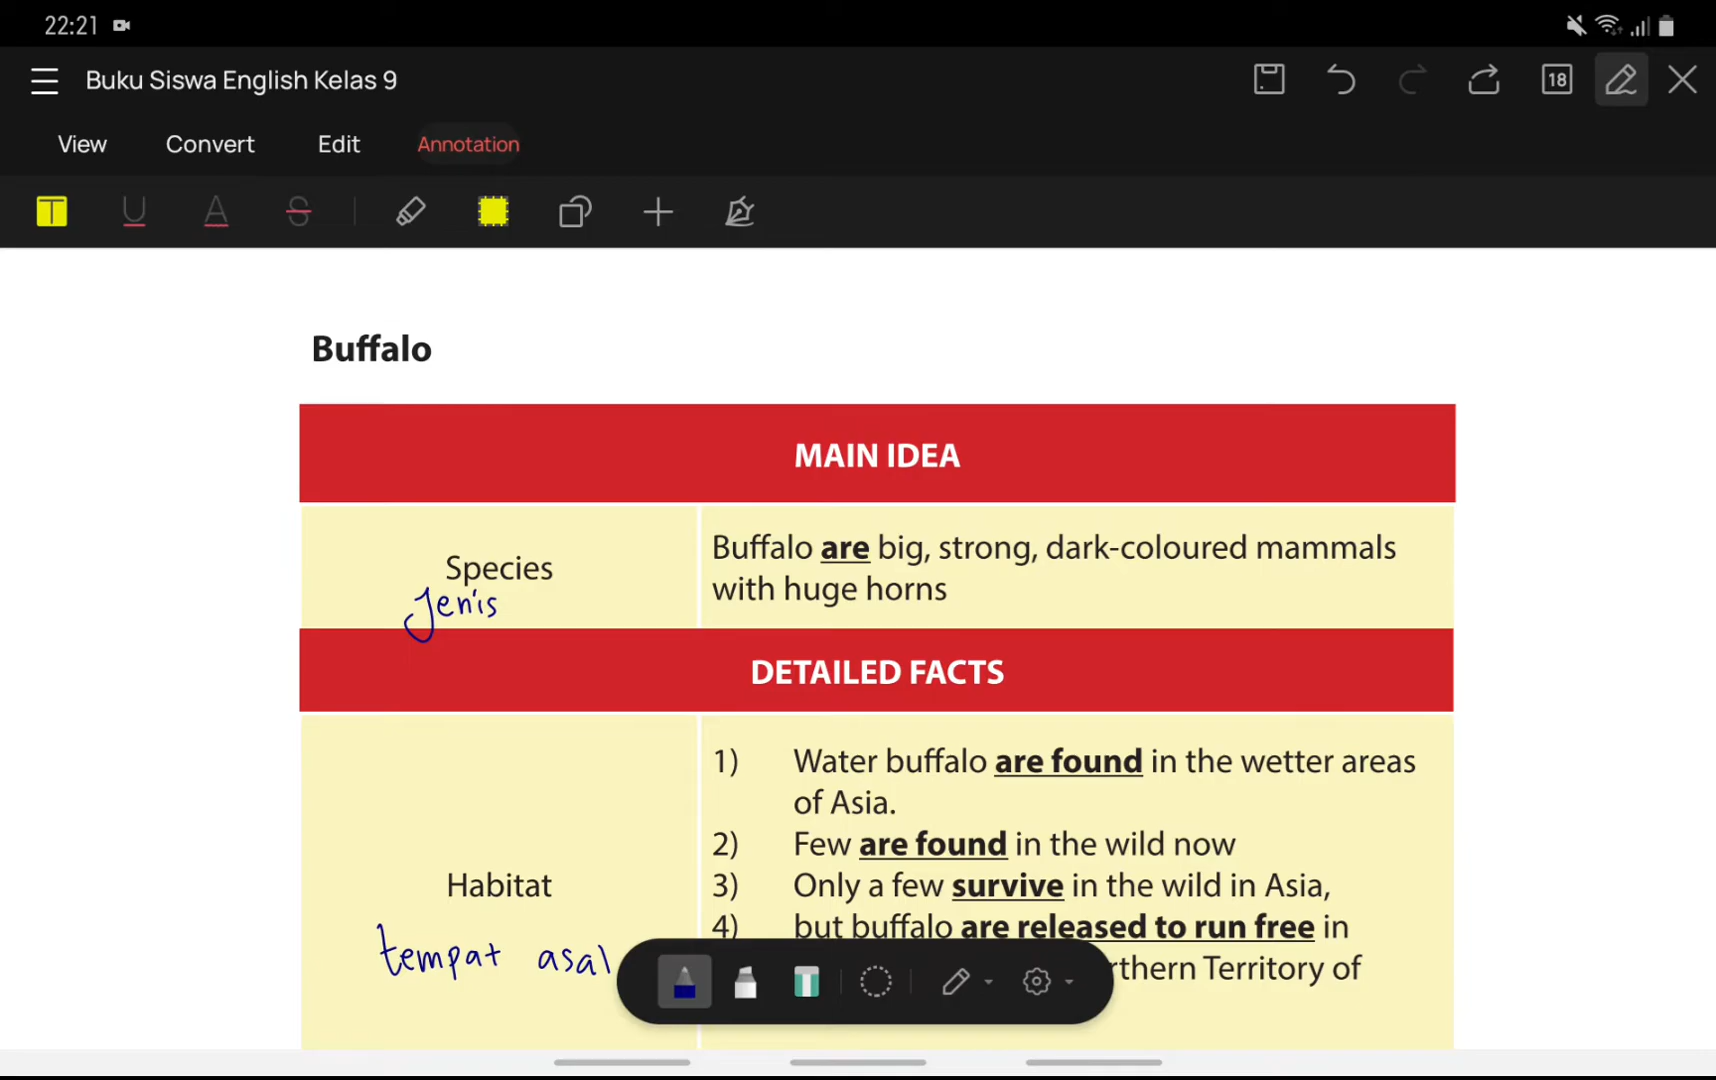 22:21
Buku Siswa English Kelas 9
18
View Convert Edit Annotation
T U A S
Buffalo
MAIN IDEA
Species
Jenis
Buffalo are big, strong, dark-coloured mammals
with huge horns
DETAILED FACTS
Habitat
tempat asal
1) Water buffalo are found in the wetter areas
of Asia.
2) Few are found in the wild now
3) Only a few survive in the wild in Asia,
4) but buffalo are released to run free in
Territory of